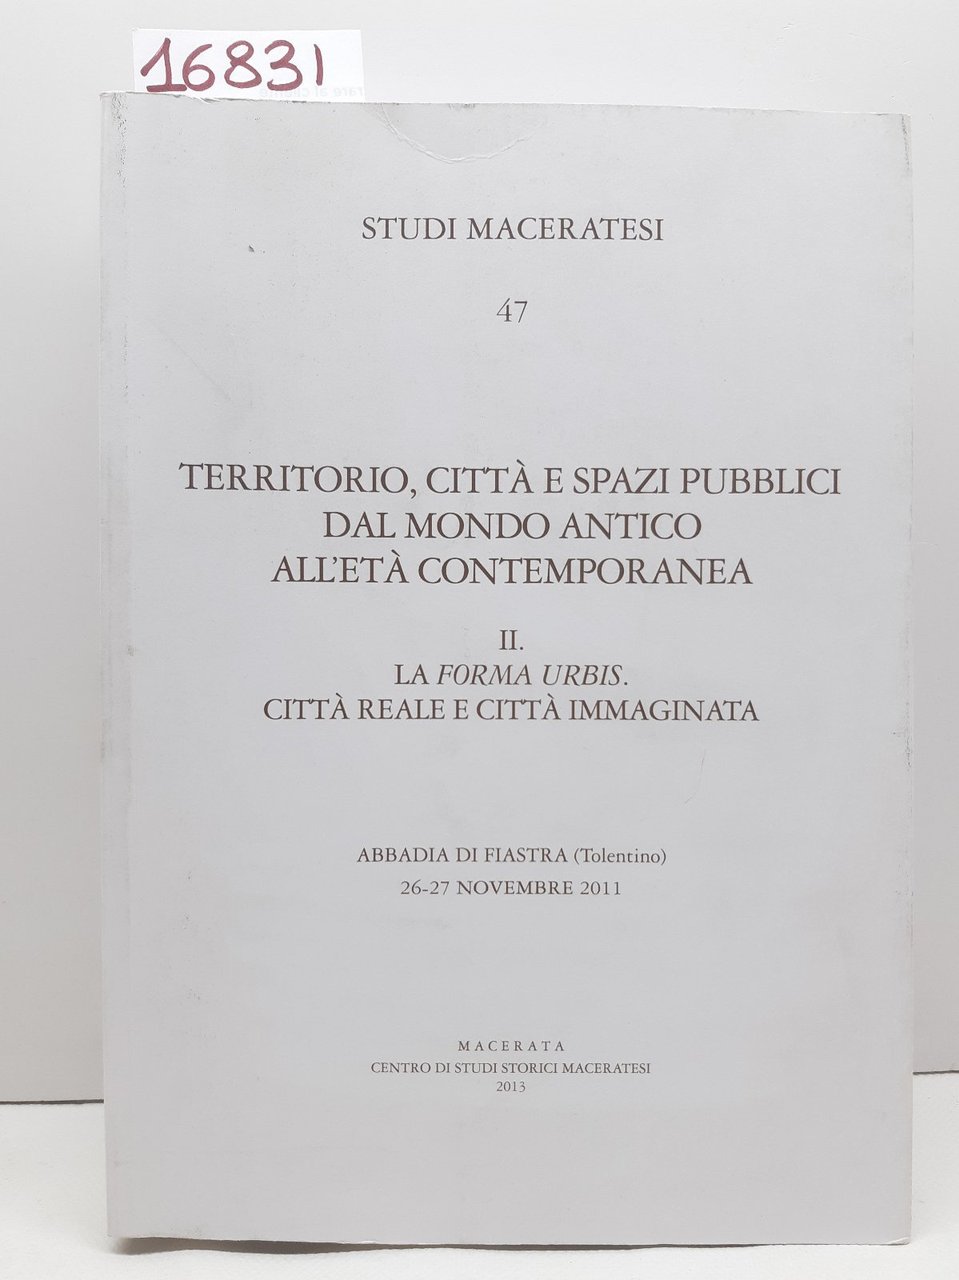 16831
STUDI MACERATESI
47
TERRITORIO, CITTÀ E SPAZI PUBBLICI
DAL MONDO ANTICO
ALL'ETÀ CONTEMPORANEA
II.
LA FORMA URBIS.
CITTÀ REALE E CITTÀ IMMAGINATA
ABBADIA DI FIASTRA (Tolentino)
26-27 NOVEMBRE 2011
MACERATA
CENTRO DI STUDI STORICI MACERATESI
2013